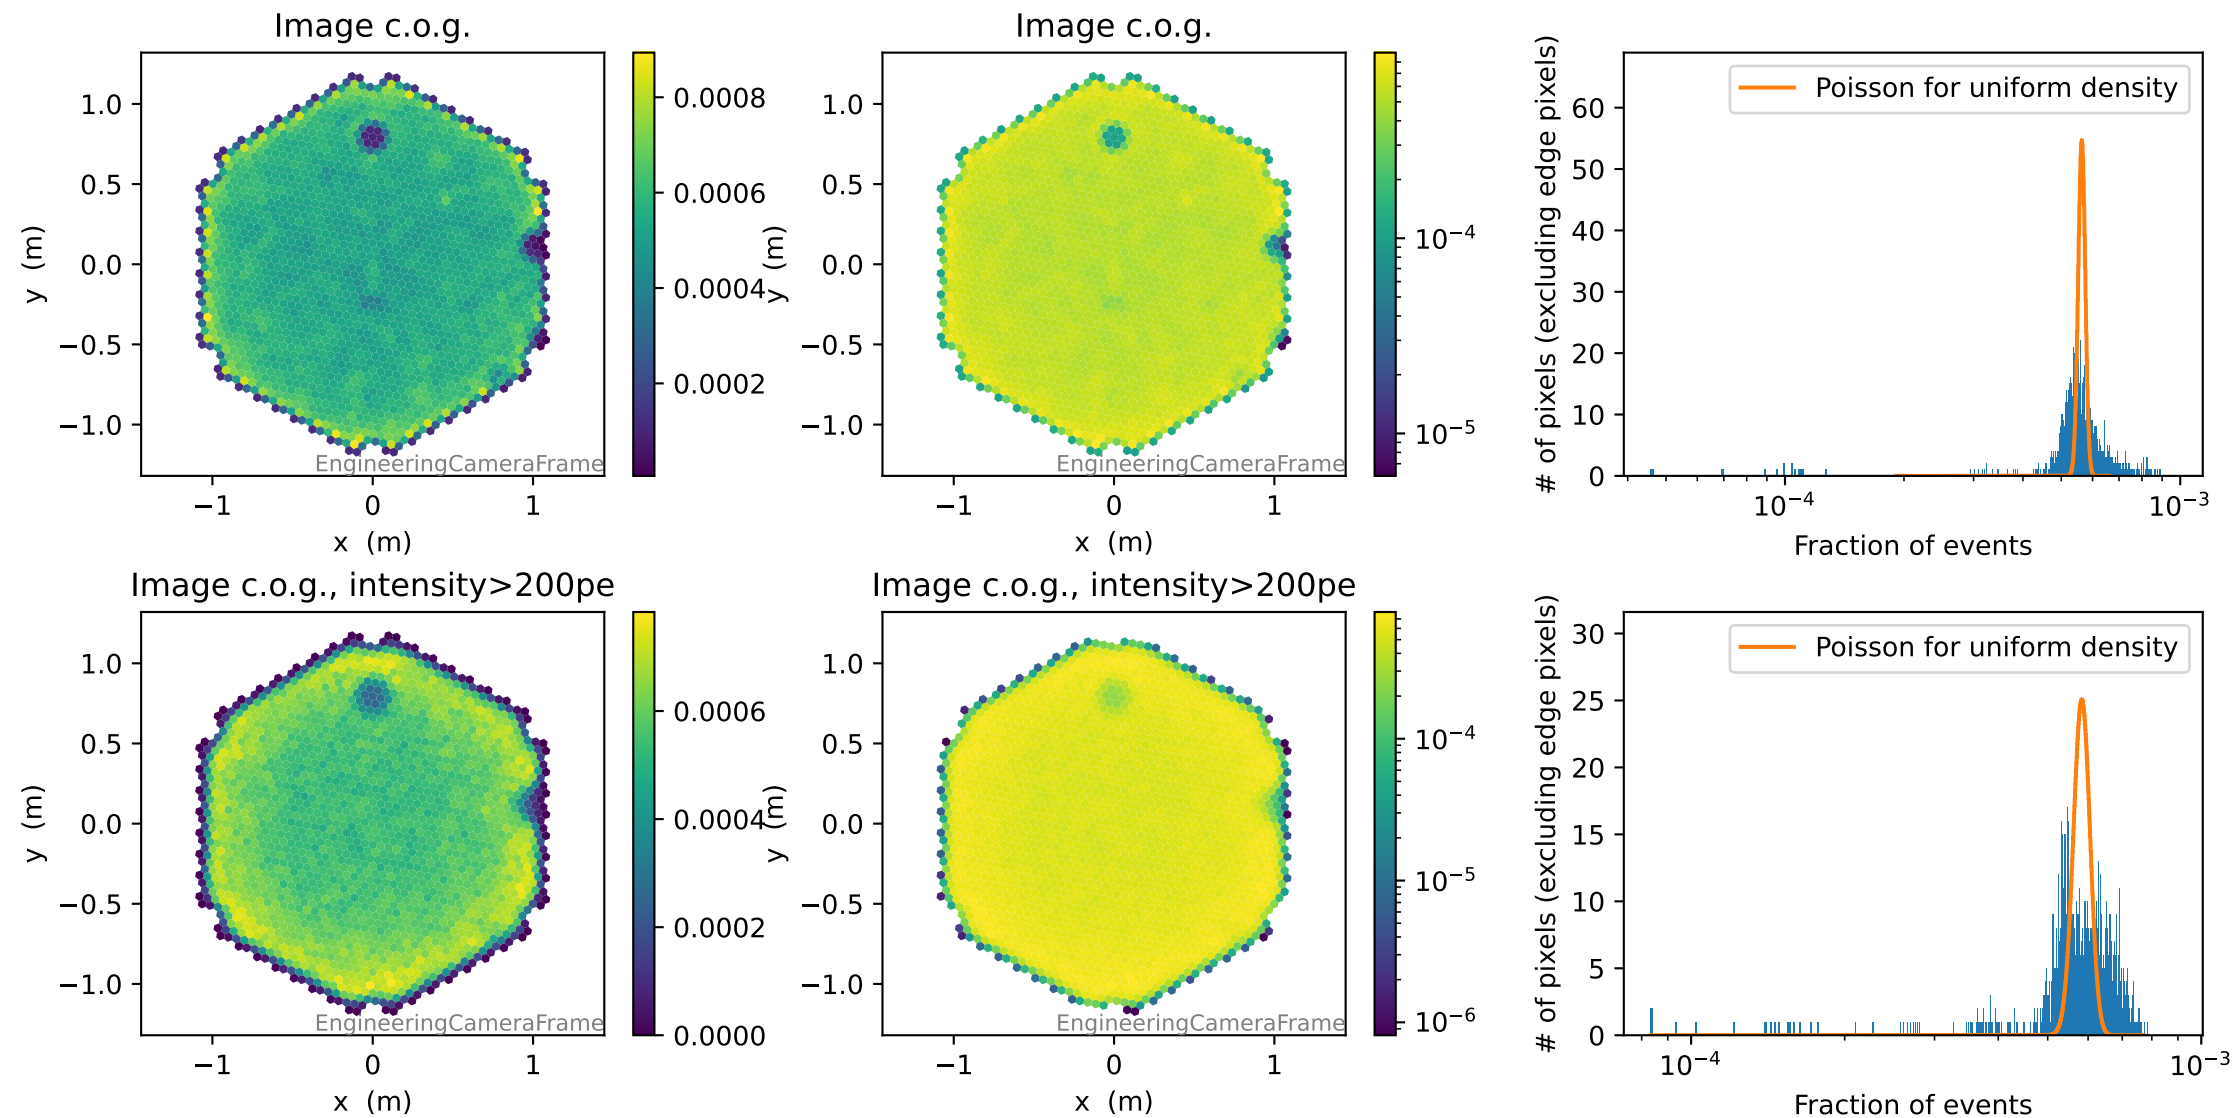 Image c.o.g.
1.0
0.5
0.0
−0.5
−1.0
y (m)
−1 0 1
x (m)
EngineeringCameraFrame
0.0008
0.0006
0.0004
0.0002
Image c.o.g.
1.0
0.5
0.0
−0.5
−1.0
y (m)
−1 0 1
x (m)
EngineeringCameraFrame
10⁻⁴
10⁻⁵
# of pixels (excluding edge pixels)
60
50
40
30
20
10
0
Poisson for uniform density
10⁻⁴ 10⁻³
Fraction of events
Image c.o.g., intensity>200pe
1.0
0.5
0.0
−0.5
−1.0
y (m)
−1 0 1
x (m)
EngineeringCameraFrame
0.0006
0.0004
0.0002
0.0000
Image c.o.g., intensity>200pe
1.0
0.5
0.0
−0.5
−1.0
y (m)
−1 0 1
x (m)
EngineeringCameraFrame
10⁻⁴
10⁻⁵
10⁻⁶
# of pixels (excluding edge pixels)
30
25
20
15
10
5
0
Poisson for uniform density
10⁻⁴ 10⁻³
Fraction of events